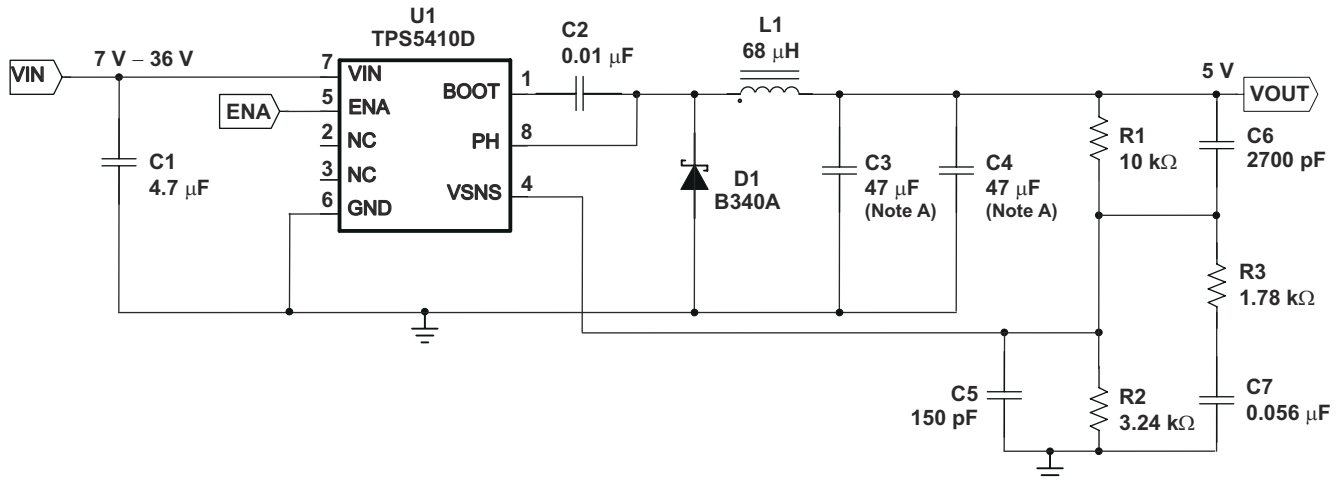 U1
TPS5410D
VIN
7 V – 36 V
7
VIN
5
ENA
ENA
2
NC
3
NC
6
GND
BOOT
1
PH
8
VSNS
4
C1
4.7 μF
C2
0.01 μF
L1
68 μH
D1
B340A
C3
47 μF
(Note A)
C4
47 μF
(Note A)
5 V
VOUT
R1
10 kΩ
C6
2700 pF
R3
1.78 kΩ
C5
150 pF
R2
3.24 kΩ
C7
0.056 μF